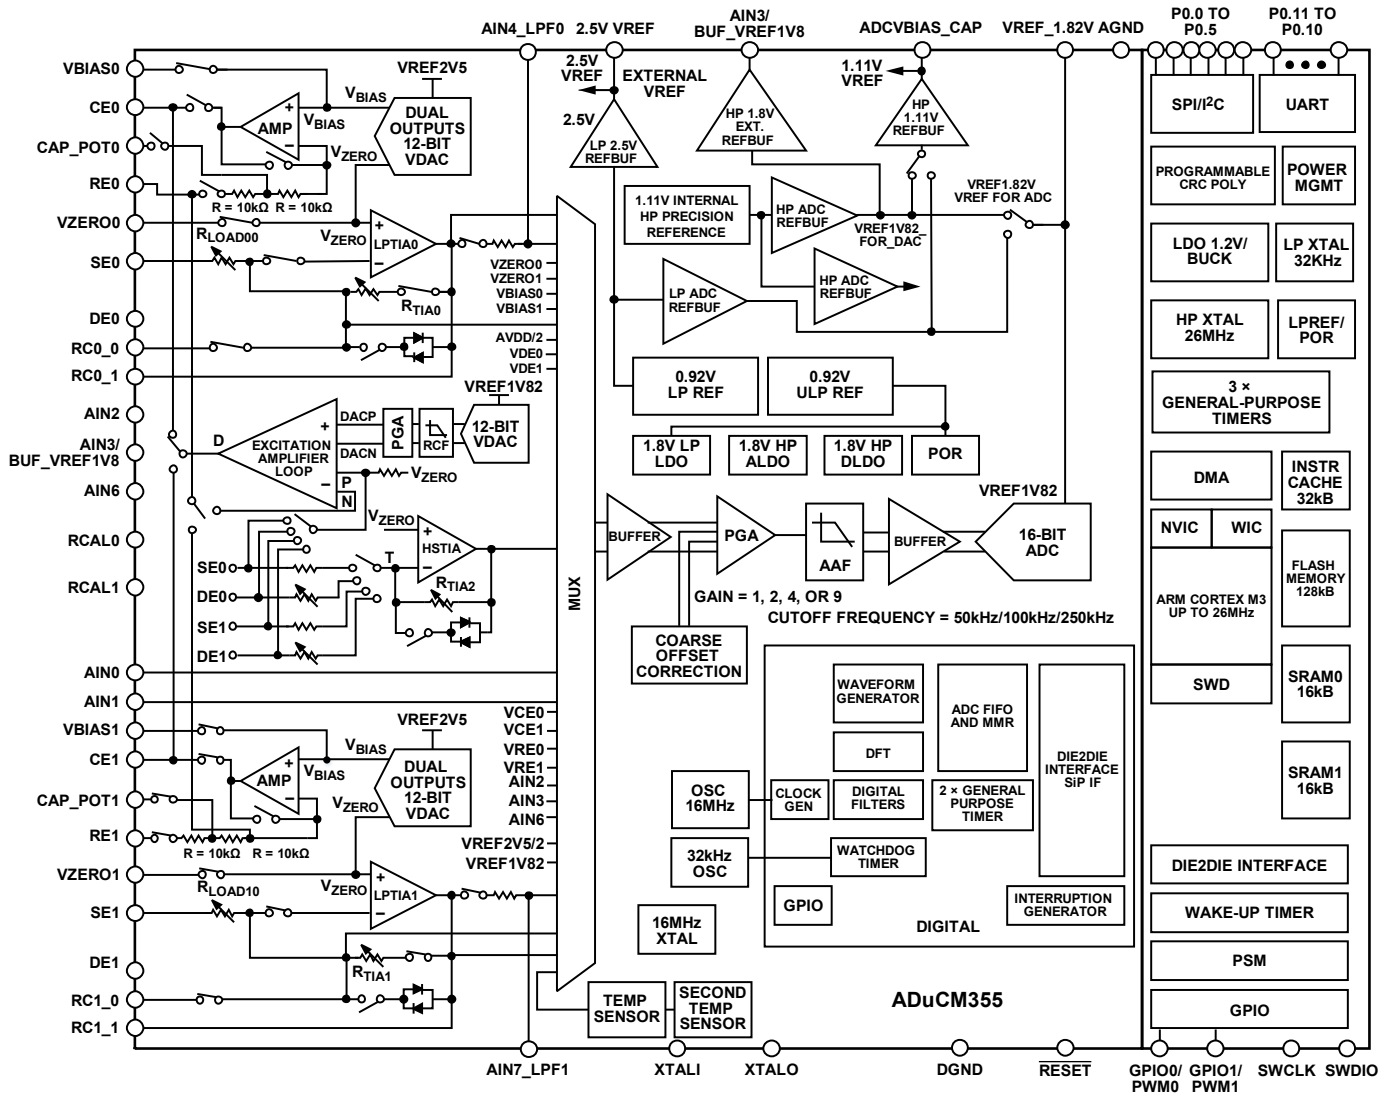 AIN4_LPF0
2.5V VREF
AIN3/
BUF_VREF1V8
ADCVBIAS_CAP
VREF_1.82V
AGND
P0.0 TO
P0.5
P0.11 TO
P0.10
VBIAS0
CE0
CAP_POT0
RE0
VZERO0
SE0
DE0
RC0_0
RC0_1
AIN2
AIN3/
BUF_VREF1V8
AIN6
RCAL0
RCAL1
AIN0
AIN1
VBIAS1
CE1
CAP_POT1
RE1
VZERO1
SE1
DE1
RC1_0
RC1_1
VREF2V5
VBIAS
AMP
VBIAS
DUAL
OUTPUTS
12-BIT
VDAC
VZERO
R = 10kΩ
R = 10kΩ
RLOAD00
VZERO
LPTIA0
RTIA0
VREF1V82
D
EXCITATION
AMPLIFIER
LOOP
DACP
DACN
PGA
RCF
12-BIT
VDAC
P
N
VZERO
VZERO
HSTIA
T
SE0
DE0
SE1
DE1
RTIA2
VREF2V5
VBIAS
AMP
VBIAS
DUAL
OUTPUTS
12-BIT
VDAC
VZERO
R = 10kΩ
R = 10kΩ
RLOAD10
VZERO
LPTIA1
RTIA1
VZERO0
VZERO1
VBIAS0
VBIAS1
AVDD/2
VDE0
VDE1
MUX
VCE0
VCE1
VRE0
VRE1
AIN2
AIN3
AIN6
VREF2V5/2
VREF1V82
2.5V
VREF
EXTERNAL
VREF
2.5V
LP 2.5V
REFBUF
HP 1.8V
EXT.
REFBUF
1.11V
VREF
HP
1.11V
REFBUF
1.11V INTERNAL
HP PRECISION
REFERENCE
HP ADC
REFBUF
VREF1V82_
FOR_DAC
VREF1.82V
VREF FOR ADC
LP ADC
REFBUF
HP ADC
REFBUF
0.92V
LP REF
0.92V
ULP REF
1.8V LP
LDO
1.8V HP
ALDO
1.8V HP
DLDO
POR
VREF1V82
BUFFER
PGA
AAF
BUFFER
16-BIT
ADC
GAIN = 1, 2, 4, OR 9
CUTOFF FREQUENCY = 50kHz/100kHz/250kHz
COARSE
OFFSET
CORRECTION
WAVEFORM
GENERATOR
ADC FIFO
AND MMR
DIE2DIE
INTERFACE
SiP IF
DFT
OSC
16MHz
CLOCK
GEN
DIGITAL
FILTERS
2 × GENERAL
PURPOSE
TIMER
32kHz
OSC
WATCHDOG
TIMER
GPIO
INTERRUPTION
GENERATOR
DIGITAL
16MHz
XTAL
TEMP
SENSOR
SECOND
TEMP
SENSOR
ADuCM355
SPI/I2C
UART
PROGRAMMABLE
CRC POLY
POWER
MGMT
LDO 1.2V/
BUCK
LP XTAL
32KHz
HP XTAL
26MHz
LPREF/
POR
3 ×
GENERAL-PURPOSE
TIMERS
DMA
INSTR
CACHE
32kB
NVIC
WIC
ARM CORTEX M3
UP TO 26MHz
FLASH
MEMORY
128kB
SWD
SRAM0
16kB
SRAM1
16kB
DIE2DIE INTERFACE
WAKE-UP TIMER
PSM
GPIO
AIN7_LPF1
XTALI
XTALO
DGND
RESET
GPIO0/
PWM0
GPIO1/
PWM1
SWCLK
SWDIO